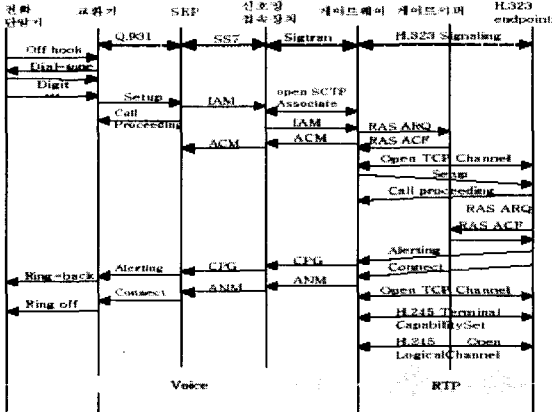 전화 교환기 SEP 신호망 게이트웨이 게이트키퍼 H.323
단말기 접속장치 endpoint
Q.931 SS7 Sigtran H.323 Signaling
Off hook
Dial-tone
Digit
...
Setup IAM open SCTP
Associate
Call
Proceeding IAM RAS ARQ
ACM ACM RAS ACF
Open TCP Channel
Setup
Call proceeding
RAS ARQ
RAS ACF
Alerting
Ring-back Alerting CPG CPG Connect
Ring off Connect ANM ANM Open TCP Channel
H.245 Terminal
CapabilitySet
H.245 Open
LogicalChannel
Voice RTP